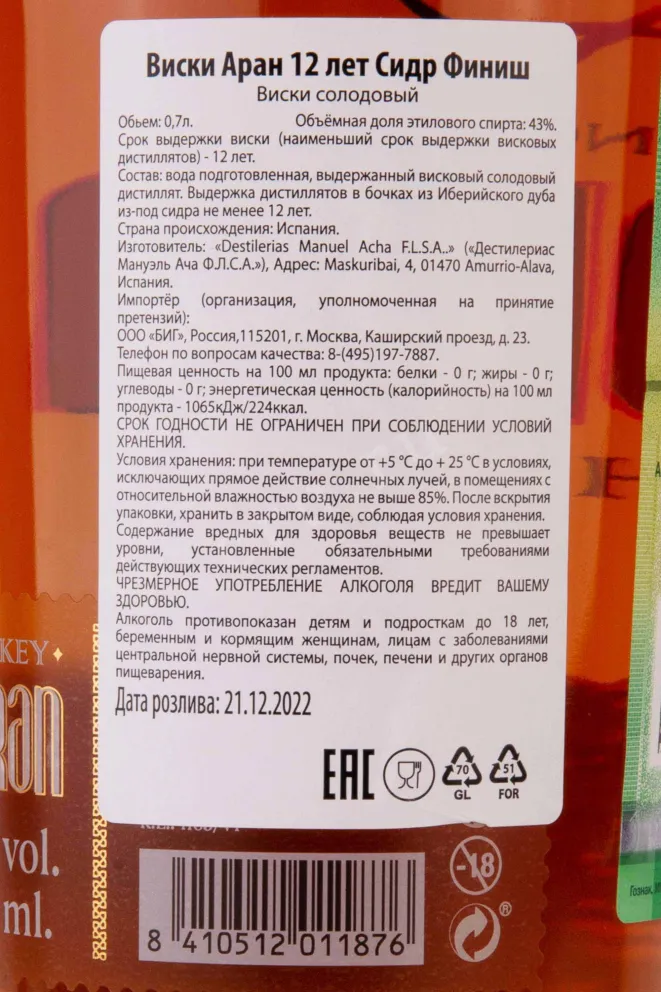 Виски Аран 12 лет Сидр Финиш
Виски солодовый
Обьем: 0,7л. Объёмная доля этилового спирта: 43%.
Срок выдержки виски (наименьший срок выдержки висковых
дистиллятов) - 12 лет.
Состав: вода подготовленная, выдержанный висковый солодовый
дистиллят. Выдержка дистиллятов в бочках из Иберийского дуба
из-под сидра не менее 12 лет.
Страна происхождения: Испания.
Изготовитель: «Destilerias Manuel Acha F.L.S.A..» («Дестилериас
Мануэль Ача Ф.Л.С.А.»), Адрес: Maskuribai, 4, 01470 Amurrio-Alava,
Испания.
Импортёр (организация, уполномоченная на принятие
претензий):
ООО «БИГ», Россия,115201, г. Москва, Каширский проезд, д. 23.
Телефон по вопросам качества: 8-(495)197-7887.
Пищевая ценность на 100 мл продукта: белки - 0 г; жиры - 0 г;
углеводы - 0 г; энергетическая ценность (калорийность) на 100 мл
продукта - 1065кДж/224ккал.
СРОК ГОДНОСТИ НЕ ОГРАНИЧЕН ПРИ СОБЛЮДЕНИИ УСЛОВИЙ
ХРАНЕНИЯ.
Условия хранения: при температуре от +5 °С до + 25 °С в условиях,
исключающих прямое действие солнечных лучей, в помещениях с
относительной влажностью воздуха не выше 85%. После вскрытия
упаковки, хранить в закрытом виде, соблюдая условия хранения.
Содержание вредных для здоровья веществ не превышает
уровни, установленные обязательными требованиями
действующих технических регламентов.
ЧРЕЗМЕРНОЕ УПОТРЕБЛЕНИЕ АЛКОГОЛЯ ВРЕДИТ ВАШЕМУ
ЗДОРОВЬЮ.
Алкоголь противопоказан детям и подросткам до 18 лет,
беременным и кормящим женщинам, лицам с заболеваниями
центральной нервной системы, почек, печени и других органов
пищеварения.
Дата розлива: 21.12.2022
EAC
70
GL
51
FOR
KEY
ran
vol.
ml.
-18
®
8 410512 011876
Гознак,